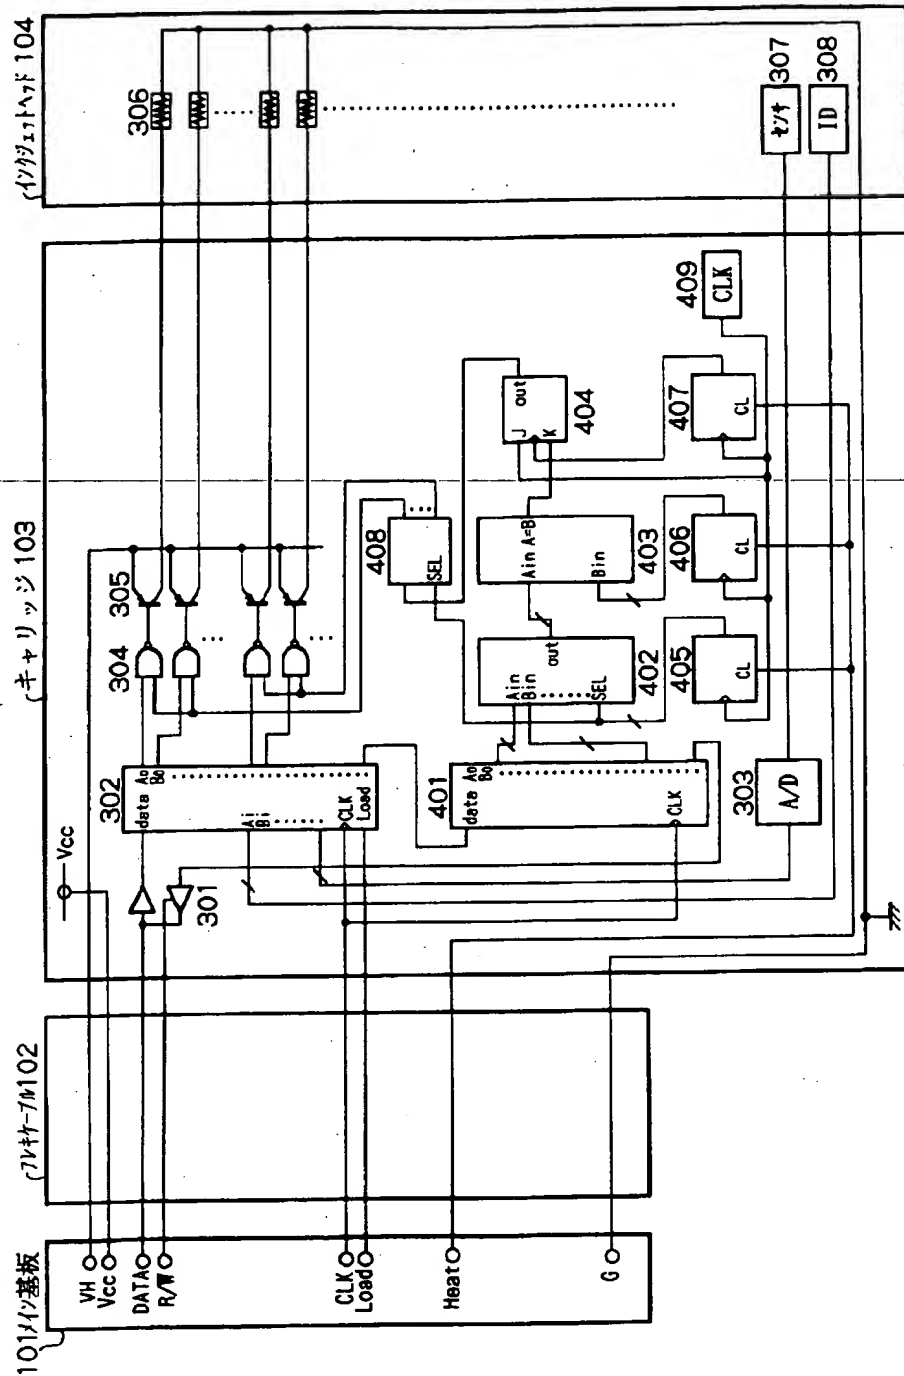 101メイン基板
VH
Vcc
DATA
R/W
CLK
Load
Heat
G
フレキケーブル102
キャリッジ103
Vcc
301
302
data
Ao
Bo
Ai
Bi
CLK
Load
304
305
401
data
Ao
Bo
CLK
303
A/D
408
SEL
402
Ain
Bin
SEL
out
403
Ain
A=B
Bin
404
J
K
out
405
CL
406
CL
407
CL
409
CLK
インクジェットヘッド104
306
307
センサ
308
ID